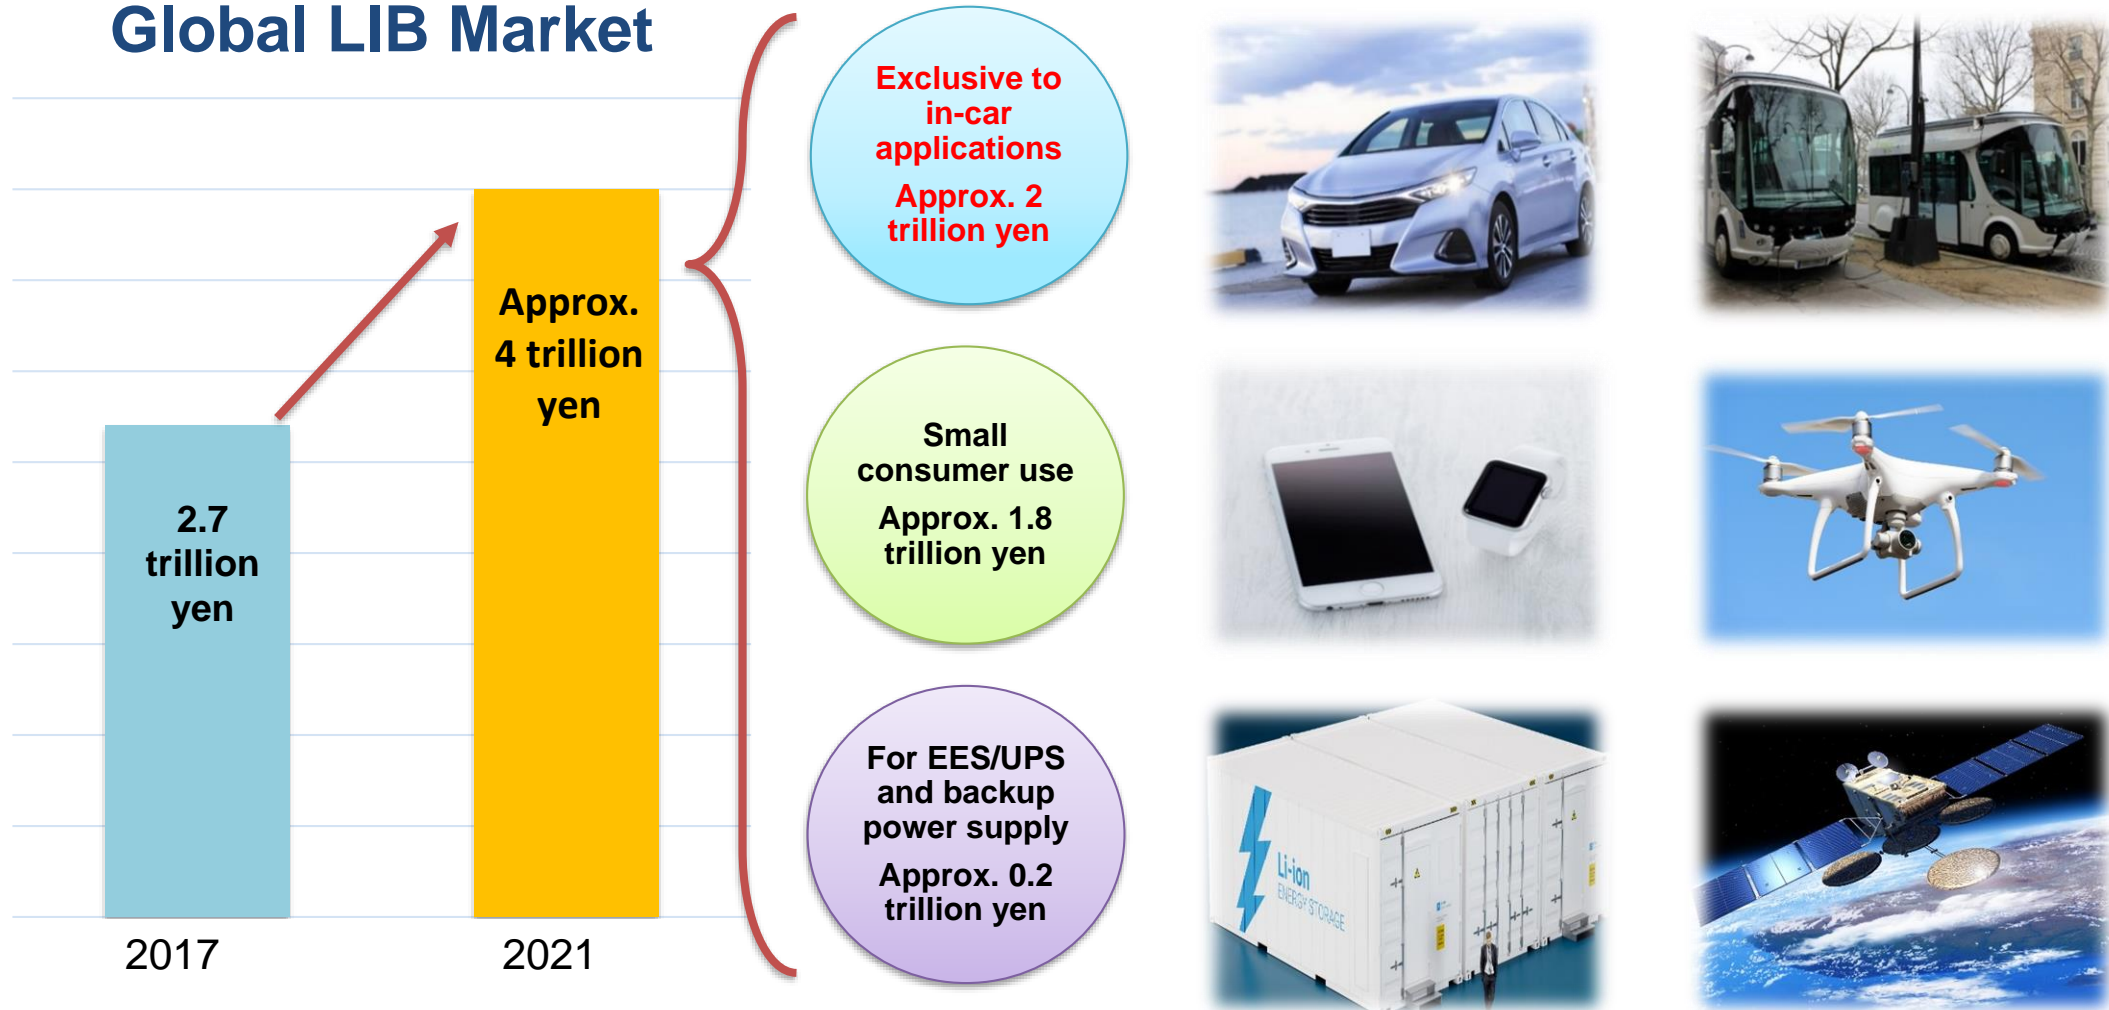 Global LIB Market
2.7
trillion
yen
Approx.
4 trillion
yen
2017
2021
Exclusive to
in-car
applications
Approx. 2
trillion yen
Small
consumer use
Approx. 1.8
trillion yen
For EES/UPS
and backup
power supply
Approx. 0.2
trillion yen
Li-ion
ENERGY STORAGE